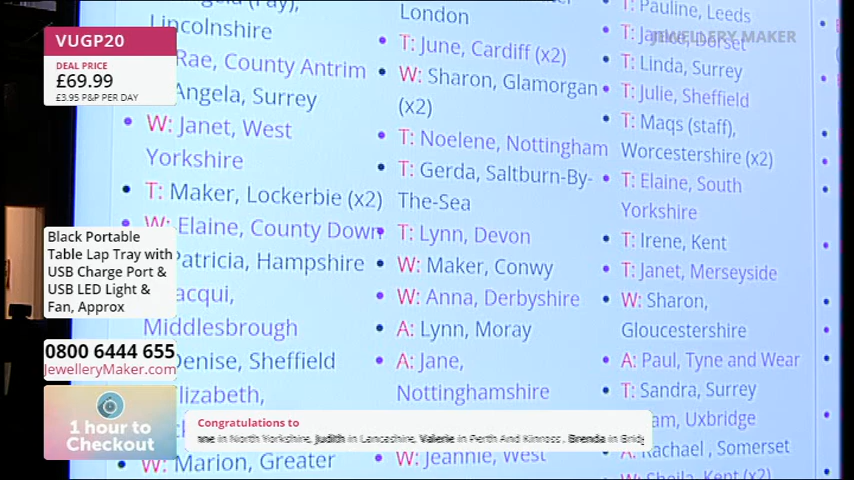 VUGP20
DEAL PRICE
£69.99
£3.95 P&P PER DAY
Black Portable
Table Lap Tray with
USB Charge Port &
USB LED Light &
Fan, Approx
0800 6444 655
JewelleryMaker.com
1 hour to
Checkout
Lincolnshire
Rae, County Antrim
Angela, Surrey
W: Janet, West
Yorkshire
T: Maker, Lockerbie (x2)
W: Elaine, County Down
Patricia, Hampshire
Jacqui,
Middlesbrough
Denise, Sheffield
Elizabeth,
W: Marion, Greater
London
T: June, Cardiff (x2)
W: Sharon, Glamorgan
(x2)
T: Noelene, Nottingham
T: Gerda, Saltburn-By-
The-Sea
T: Lynn, Devon
W: Maker, Conwy
W: Anna, Derbyshire
A: Lynn, Moray
A: Jane,
Nottinghamshire
W: Jeannie, West
T: Pauline, Leeds
Dorset
T: Linda, Surrey
T: Julie, Sheffield
T: Maqs (staff),
Worcestershire (x2)
T: Elaine, South
Yorkshire
T: Irene, Kent
T: Janet, Merseyside
W: Sharon,
Gloucestershire
A: Paul, Tyne and Wear
T: Sandra, Surrey
Uxbridge
A: Rachael , Somerset
W: Sheila, Kent (x2)
JEWELLERY MAKER
Congratulations to
in North Yorkshire, Judith in Lancashire, Valerie in Perth And Kinross , Brenda in